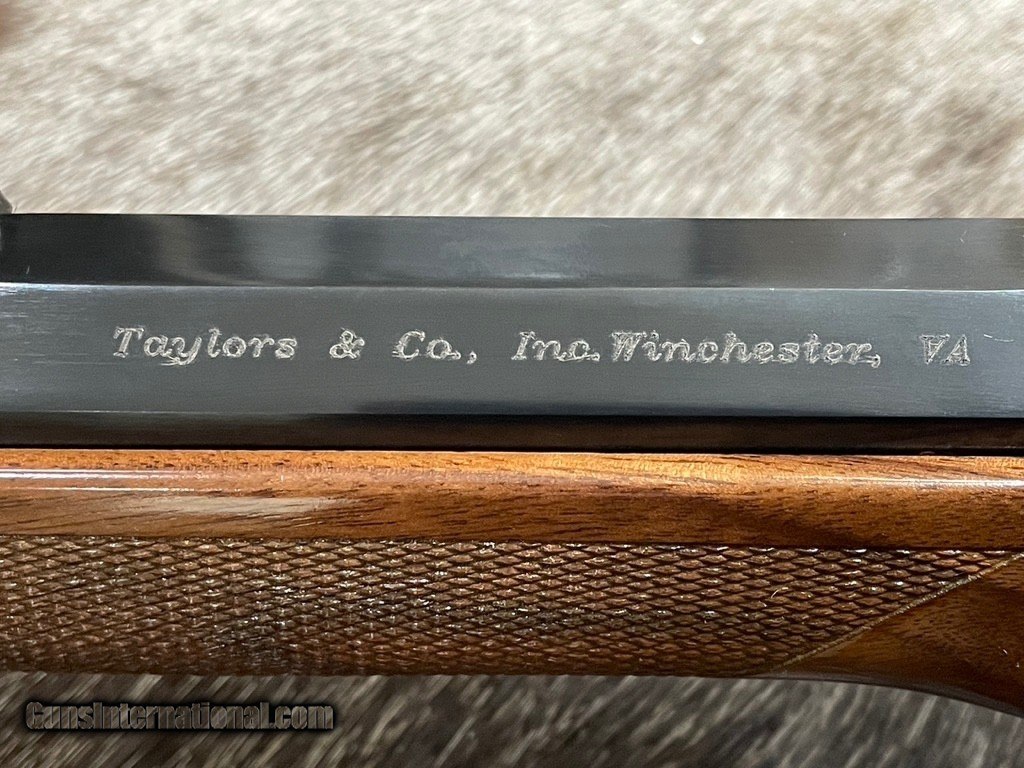 Taylors & Co., Inc. Winchester, VA
GunsInternational.com